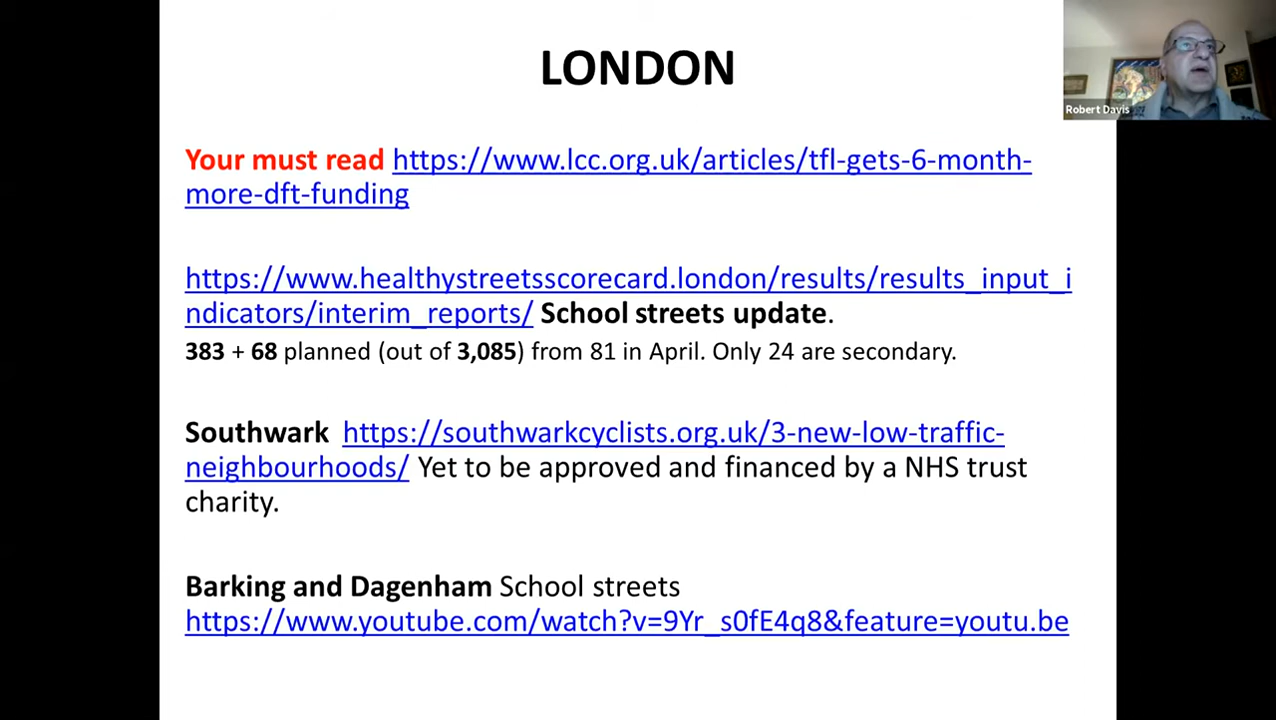 LONDON
Robert Davis
Your must read https://www.lcc.org.uk/articles/tfl-gets-6-month-
more-dft-funding
https://www.healthystreetsscorecard.london/results/results_input_i
ndicators/interim_reports/ School streets update.
383 + 68 planned (out of 3,085) from 81 in April. Only 24 are secondary.
Southwark https://southwarkcyclists.org.uk/3-new-low-traffic-
neighbourhoods/ Yet to be approved and financed by a NHS trust
charity.
Barking and Dagenham School streets
https://www.youtube.com/watch?v=9Yr_s0fE4q8&feature=youtu.be